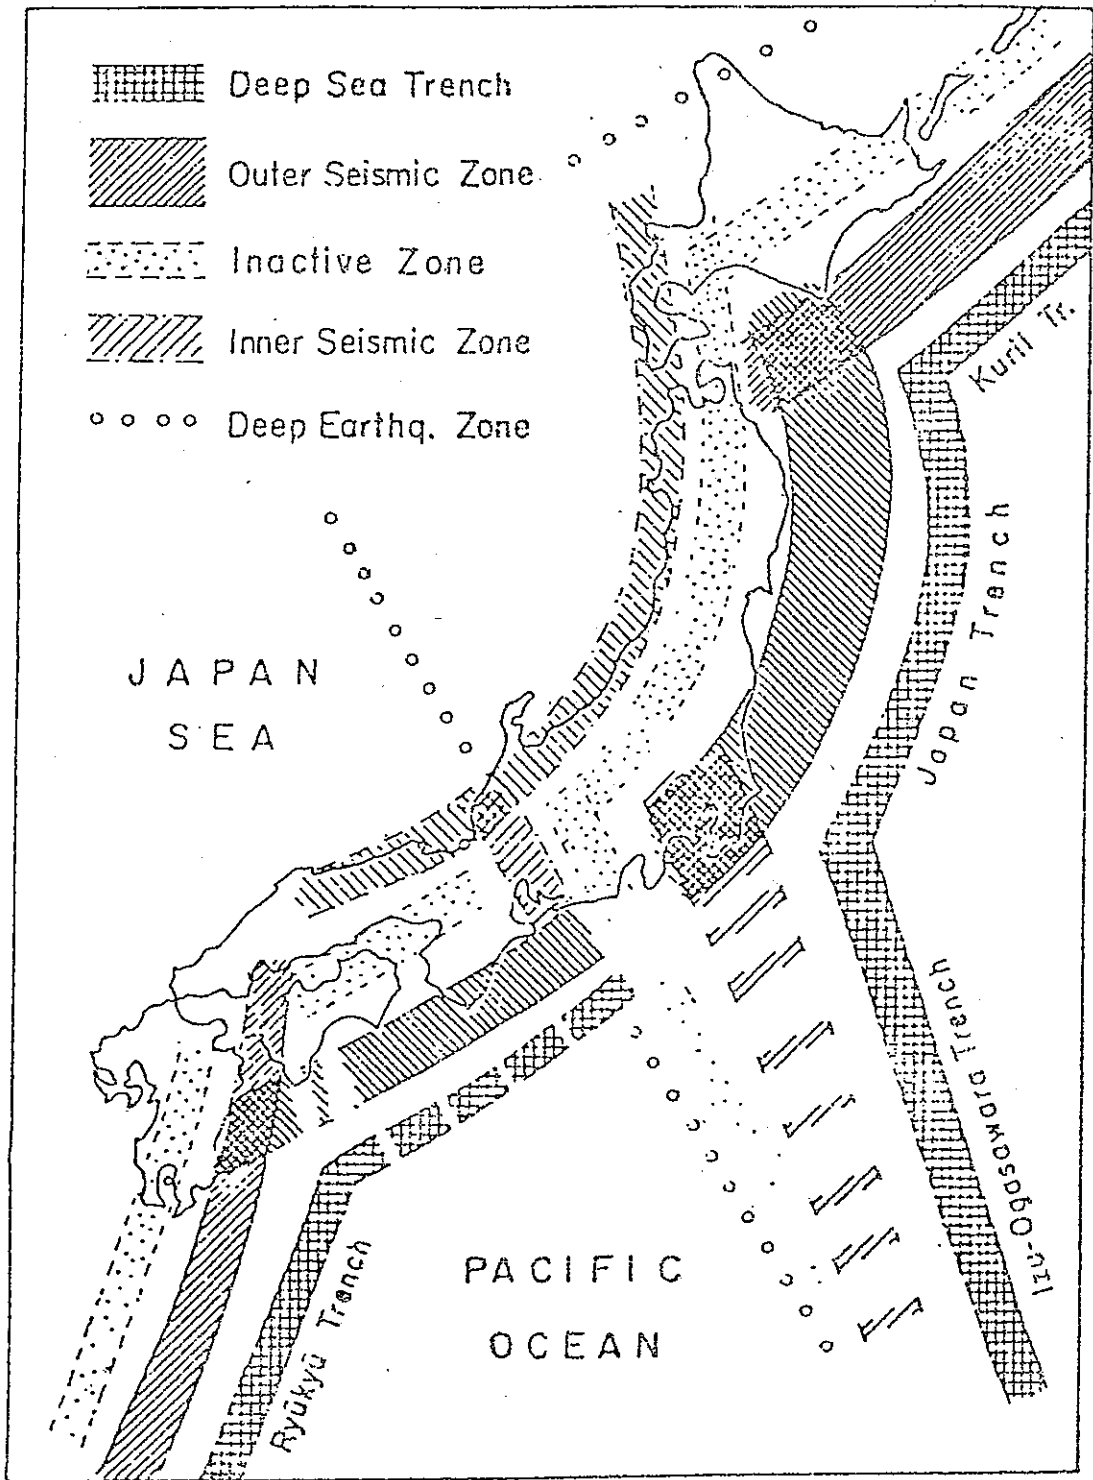 Deep Sea Trench
Outer Seismic Zone
Inactive Zone
Inner Seismic Zone
Deep Earthq. Zone
Kuril Tr.
Japan Trench
JAPAN
SEA
Izu-Ogasawara Trench
PACIFIC
OCEAN
Ryūkyū Trench